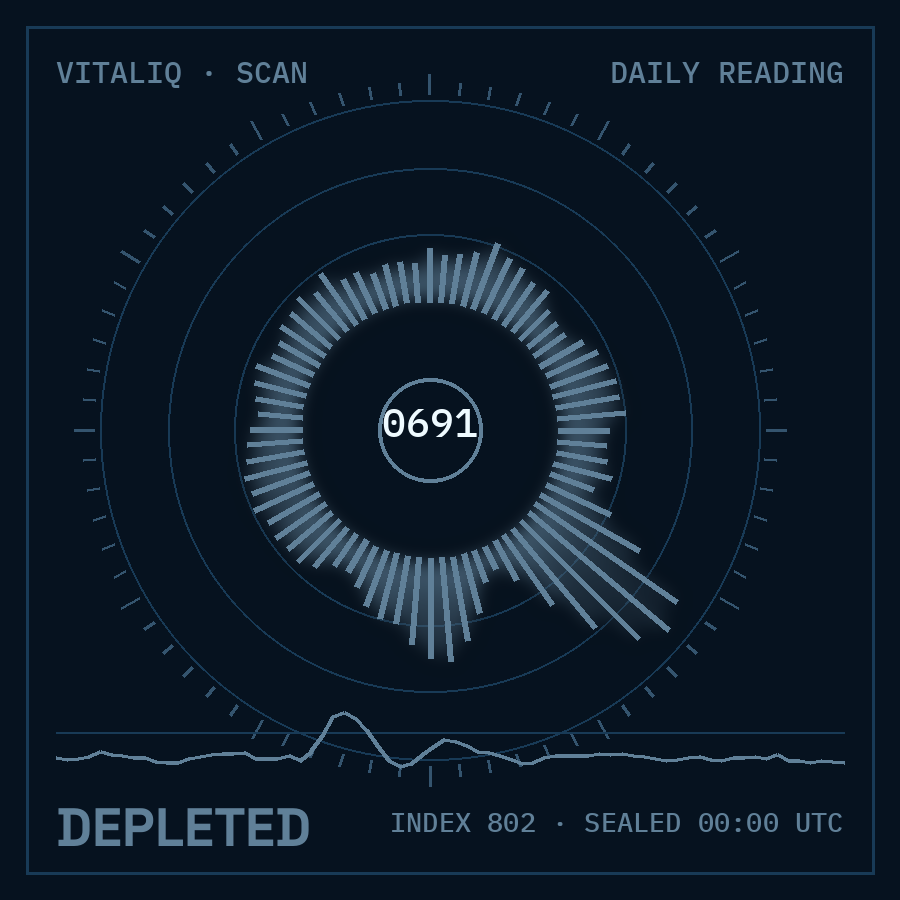 VITALIQ · SCAN
DAILY READING
0691
DEPLETED
INDEX 802 · SEALED 00:00 UTC